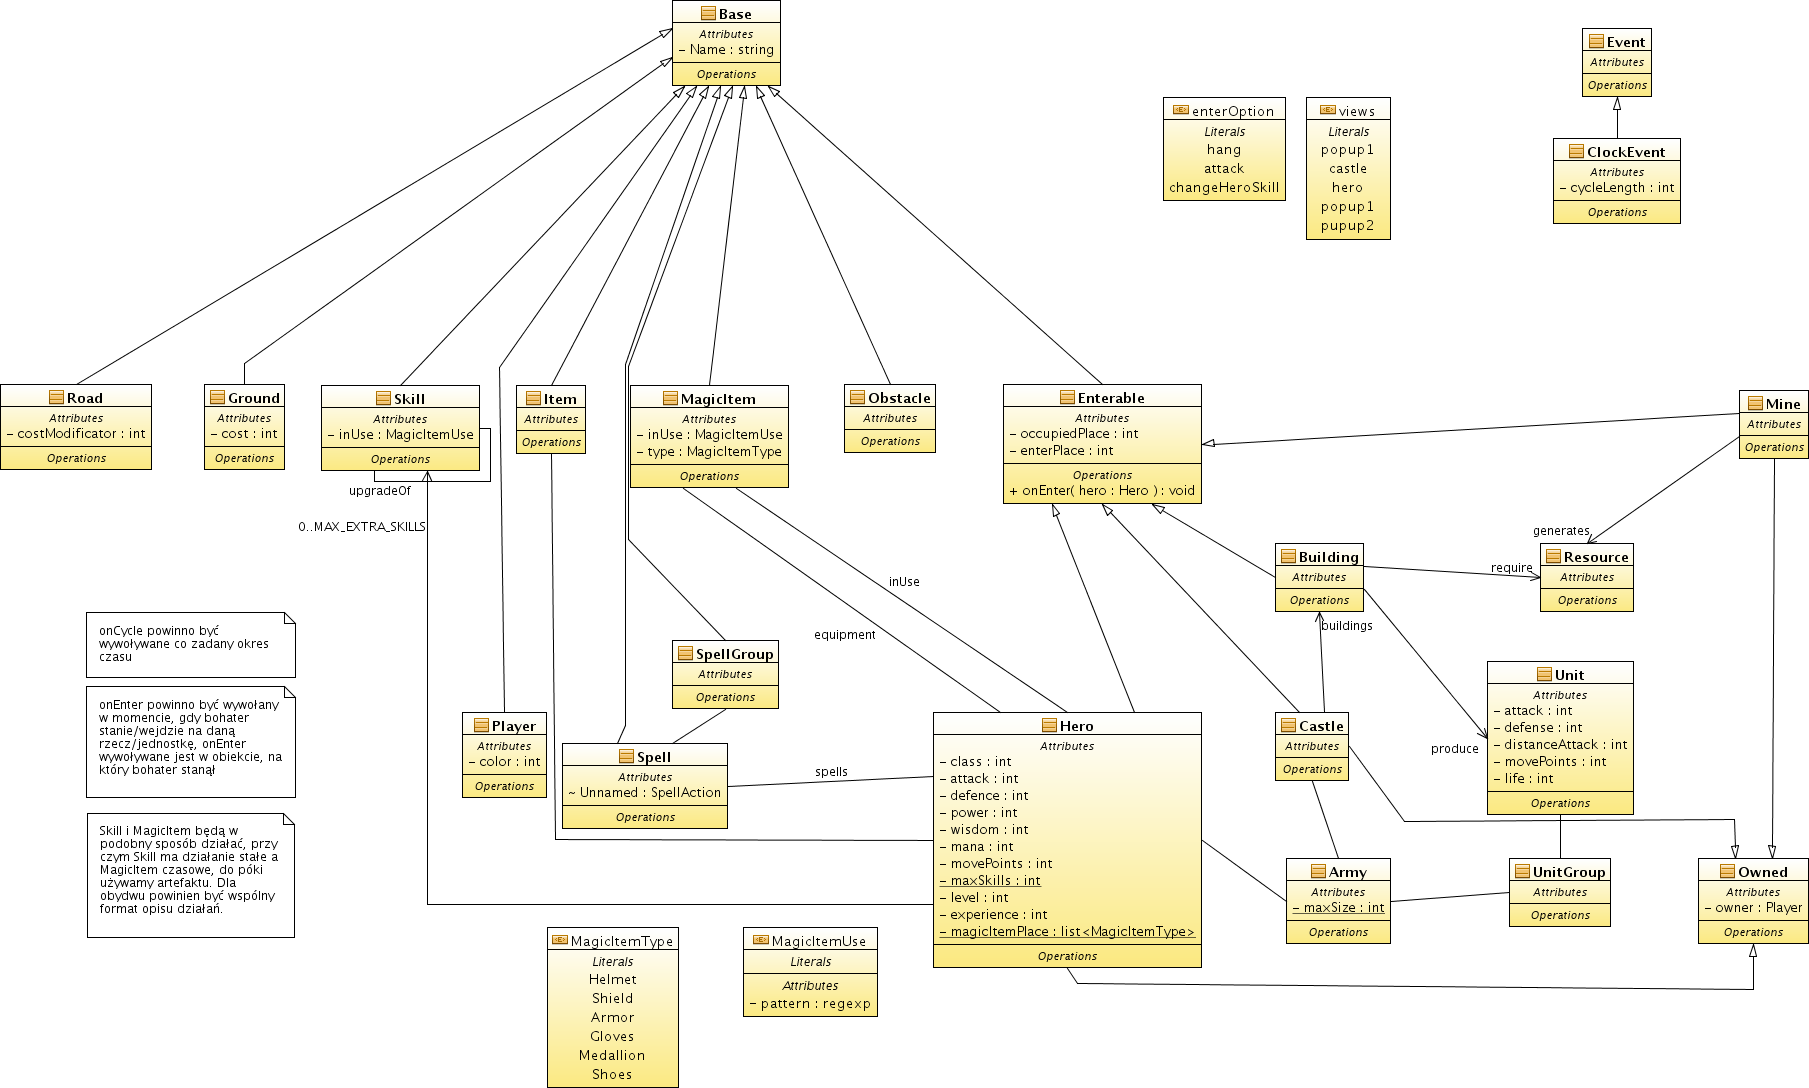 Base
Attributes
− Name : string
Operations
Event
Attributes
Operations
enterOption
Literals
hang
attack
changeHeroSkill
views
Literals
popup1
castle
hero
popup1
pupup2
ClockEvent
Attributes
− cycleLength : int
Operations
Road
Attributes
− costModificator : int
Operations
Ground
Attributes
− cost : int
Operations
Skill
Attributes
− inUse : MagicItemUse
Operations
upgradeOf
0..MAX_EXTRA_SKILLS
Item
Attributes
Operations
MagicItem
Attributes
− inUse : MagicItemUse
− type : MagicItemType
Operations
Obstacle
Attributes
Operations
Enterable
Attributes
− occupiedPlace : int
− enterPlace : int
Operations
+ onEnter( hero : Hero ) : void
Mine
Attributes
Operations
generates
Building
Attributes
Operations
require
Resource
Attributes
Operations
inUse
equipment
buildings
onCycle powinno być
wywoływane co zadany okres
czasu
onEnter powinno być wywołany
w momencie, gdy bohater
stanie/wejdzie na daną
rzecz/jednostkę, onEnter
wywoływane jest w obiekcie, na
który bohater stanął
Skill i MagicItem będą w
podobny sposób działać, przy
czym Skill ma działanie stałe a
MagicItem czasowe, do póki
używamy artefaktu. Dla
obydwu powinien być wspólny
format opisu działań.
SpellGroup
Attributes
Operations
Player
Attributes
− color : int
Operations
Spell
Attributes
~ Unnamed : SpellAction
Operations
spells
Hero
Attributes
− class : int
− attack : int
− defence : int
− power : int
− wisdom : int
− mana : int
− movePoints : int
− maxSkills : int
− level : int
− experience : int
− magicItemPlace : list<MagicItemType>
Operations
Castle
Attributes
Operations
produce
Unit
Attributes
− attack : int
− defense : int
− distanceAttack : int
− movePoints : int
− life : int
Operations
Army
Attributes
− maxSize : int
Operations
UnitGroup
Attributes
Operations
Owned
Attributes
− owner : Player
Operations
MagicItemType
Literals
Helmet
Shield
Armor
Gloves
Medallion
Shoes
MagicItemUse
Literals
Attributes
− pattern : regexp